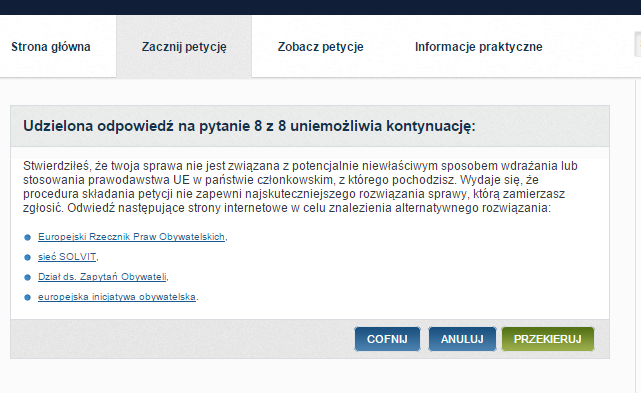 Strona główna
Zacznij petycję
Zobacz petycje
Informacje praktyczne
Udzielona odpowiedź na pytanie 8 z 8 uniemożliwia kontynuację:
Stwierdziłeś, że twoja sprawa nie jest związana z potencjalnie niewłaściwym sposobem wdrażania lub
stosowania prawodawstwa UE w państwie członkowskim, z którego pochodzisz. Wydaje się, że
procedura składania petycji nie zapewni najskuteczniejszego rozwiązania sprawy, którą zamierzasz
zgłosić. Odwiedź następujące strony internetowe w celu znalezienia alternatywnego rozwiązania:
Europejski Rzecznik Praw Obywatelskich,
sieć SOLVIT,
Dział ds. Zapytań Obywateli,
europejska inicjatywa obywatelska.
COFNIJ
ANULUJ
PRZEKIERUJ